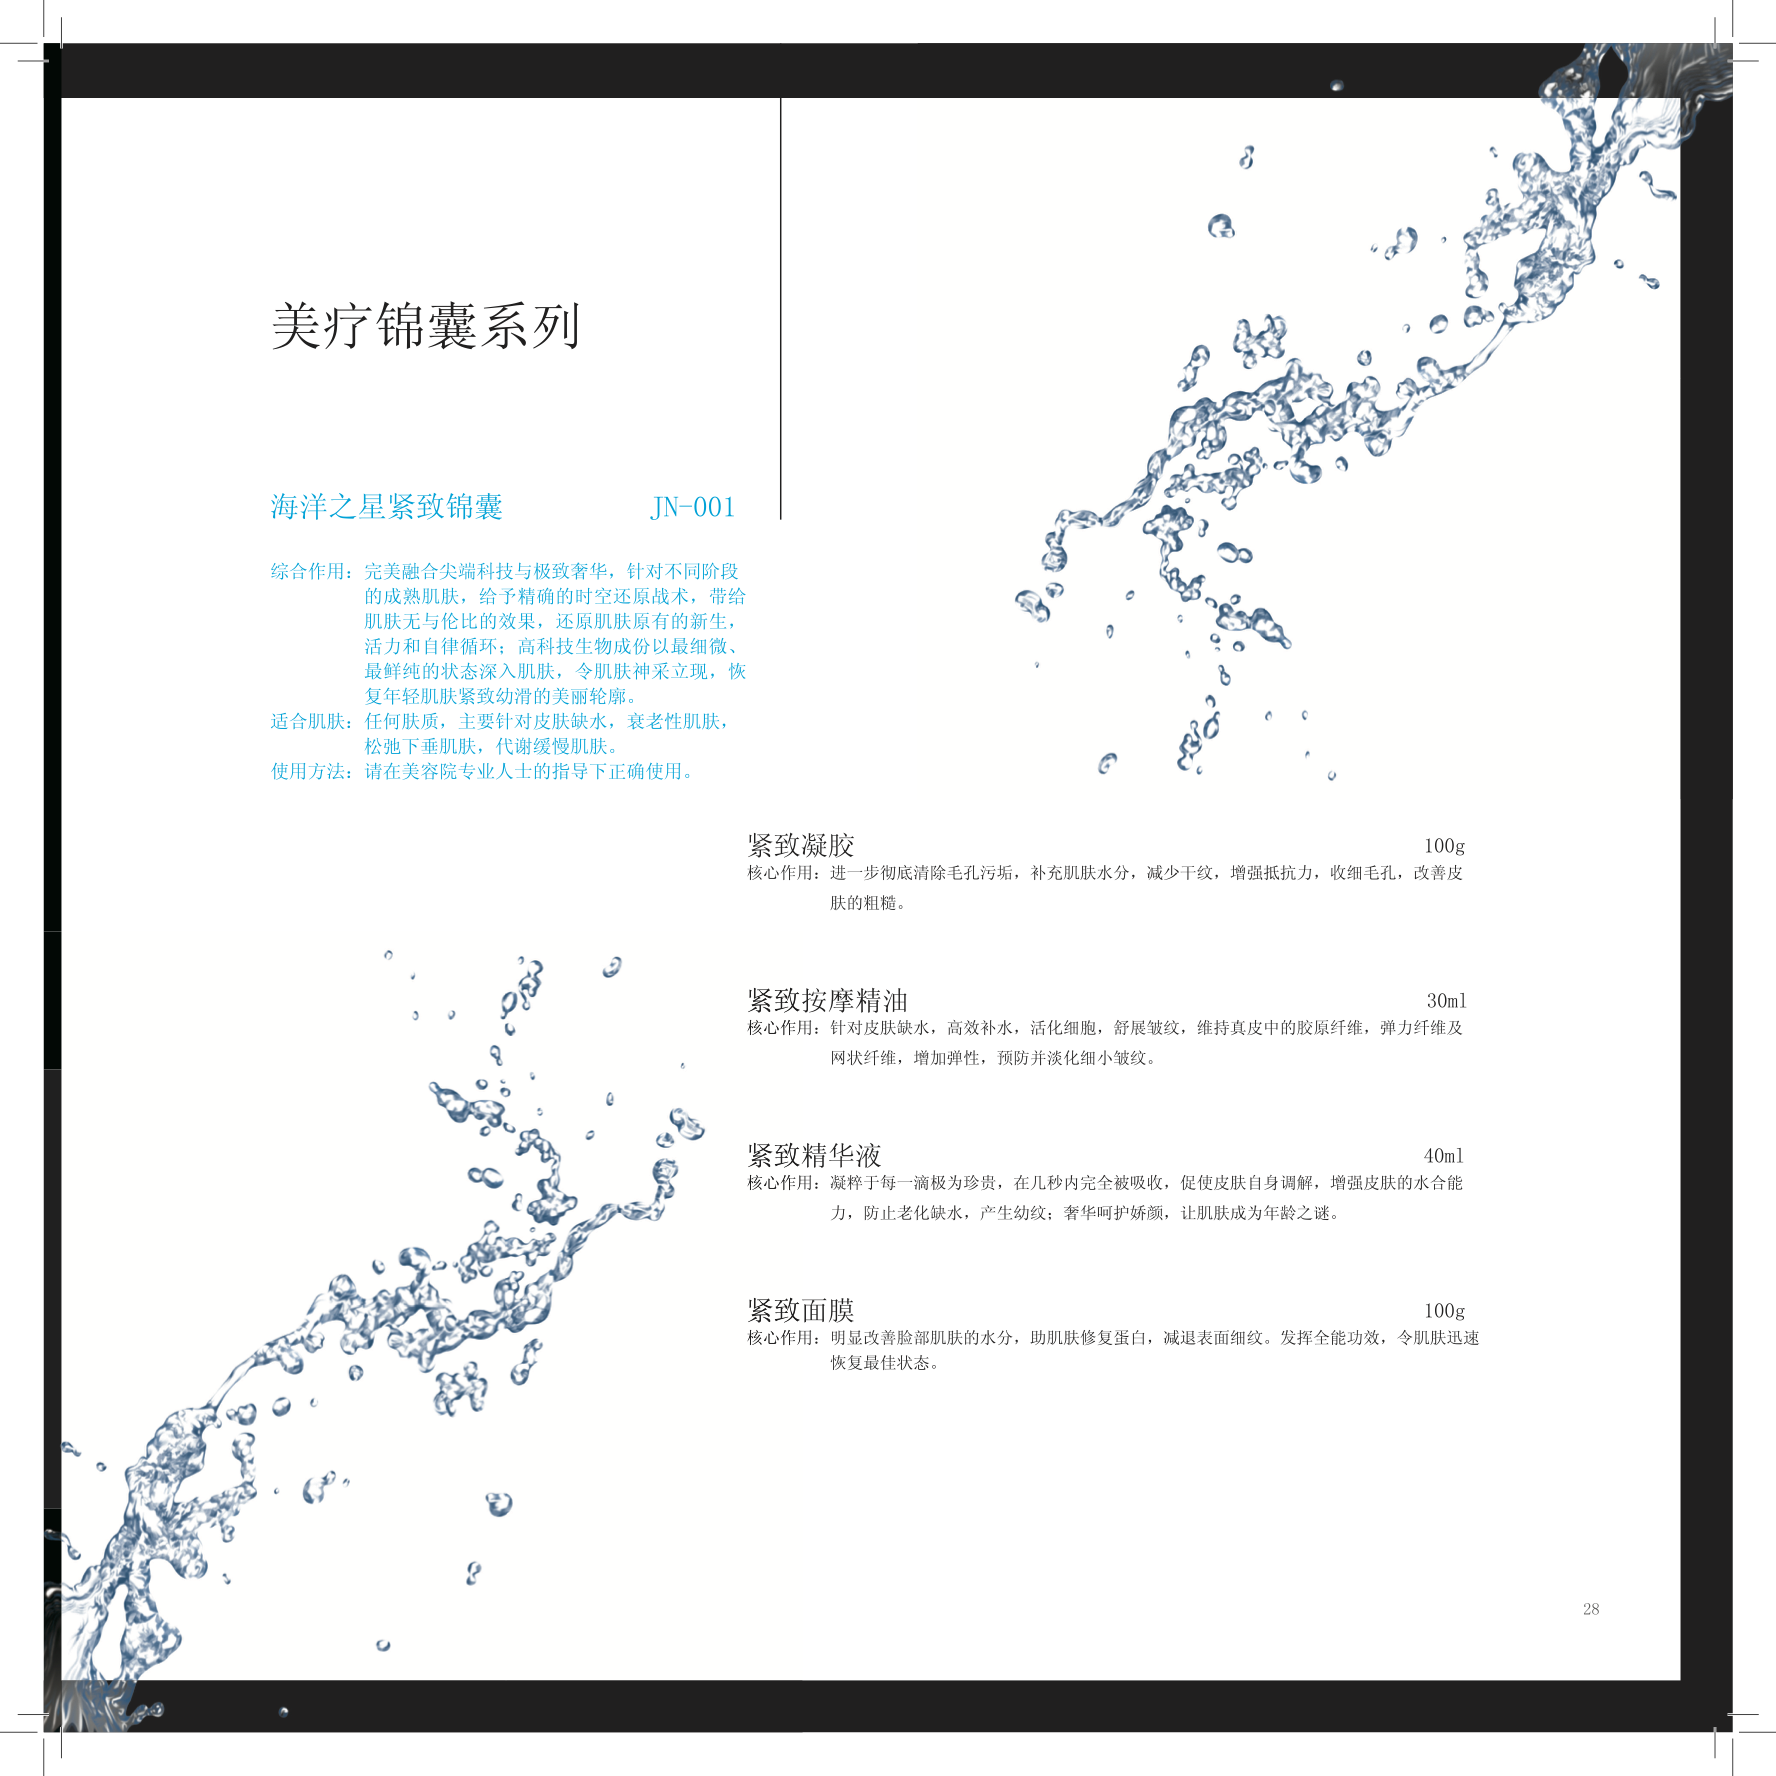 美疗锦囊系列
海洋之星紧致锦囊 JN-001
综合作用：完美融合尖端科技与极致奢华，针对不同阶段
的成熟肌肤，给予精确的时空还原战术，带给
肌肤无与伦比的效果，还原肌肤原有的新生，
活力和自律循环；高科技生物成份以最细微、
最鲜纯的状态深入肌肤，令肌肤神采立现，恢
复年轻肌肤紧致幼滑的美丽轮廓。
适合肌肤：任何肤质，主要针对皮肤缺水，衰老性肌肤，
松弛下垂肌肤，代谢缓慢肌肤。
使用方法：请在美容院专业人士的指导下正确使用。
紧致凝胶 100g
核心作用：进一步彻底清除毛孔污垢，补充肌肤水分，减少干纹，增强抵抗力，收细毛孔，改善皮
肤的粗糙。
紧致按摩精油 30ml
核心作用：针对皮肤缺水，高效补水，活化细胞，舒展皱纹，维持真皮中的胶原纤维，弹力纤维及
网状纤维，增加弹性，预防并淡化细小皱纹。
紧致精华液 40ml
核心作用：凝粹于每一滴极为珍贵，在几秒内完全被吸收，促使皮肤自身调解，增强皮肤的水合能
力，防止老化缺水，产生幼纹；奢华呵护娇颜，让肌肤成为年龄之谜。
紧致面膜 100g
核心作用：明显改善脸部肌肤的水分，助肌肤修复蛋白，减退表面细纹。发挥全能功效，令肌肤迅速
恢复最佳状态。
28